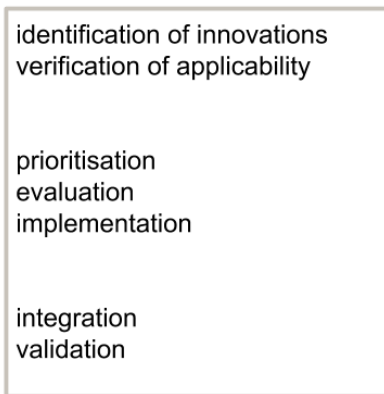 identification of innovations
verification of applicability
prioritisation
evaluation
implementation
integration
validation